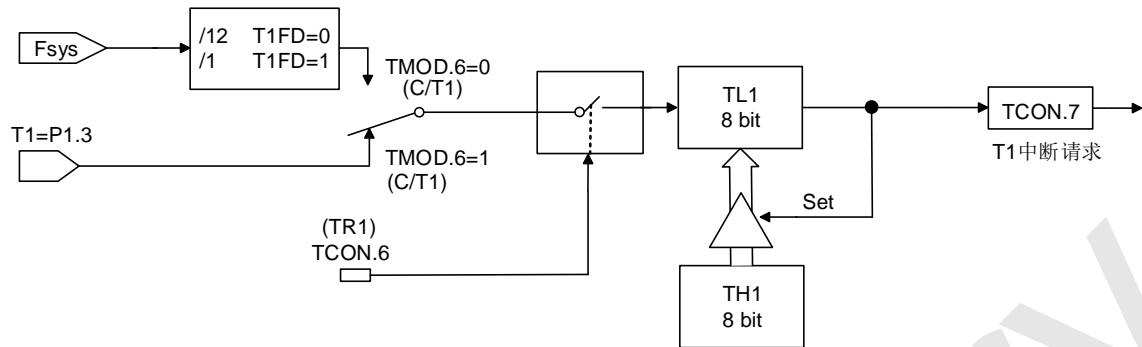 Fsys
/12 T1FD=0
/1 T1FD=1
TMOD.6=0
(C/T1)
T1=P1.3
TMOD.6=1
(C/T1)
(TR1)
TCON.6
TL1
8 bit
TCON.7
T1中断请求
Set
TH1
8 bit